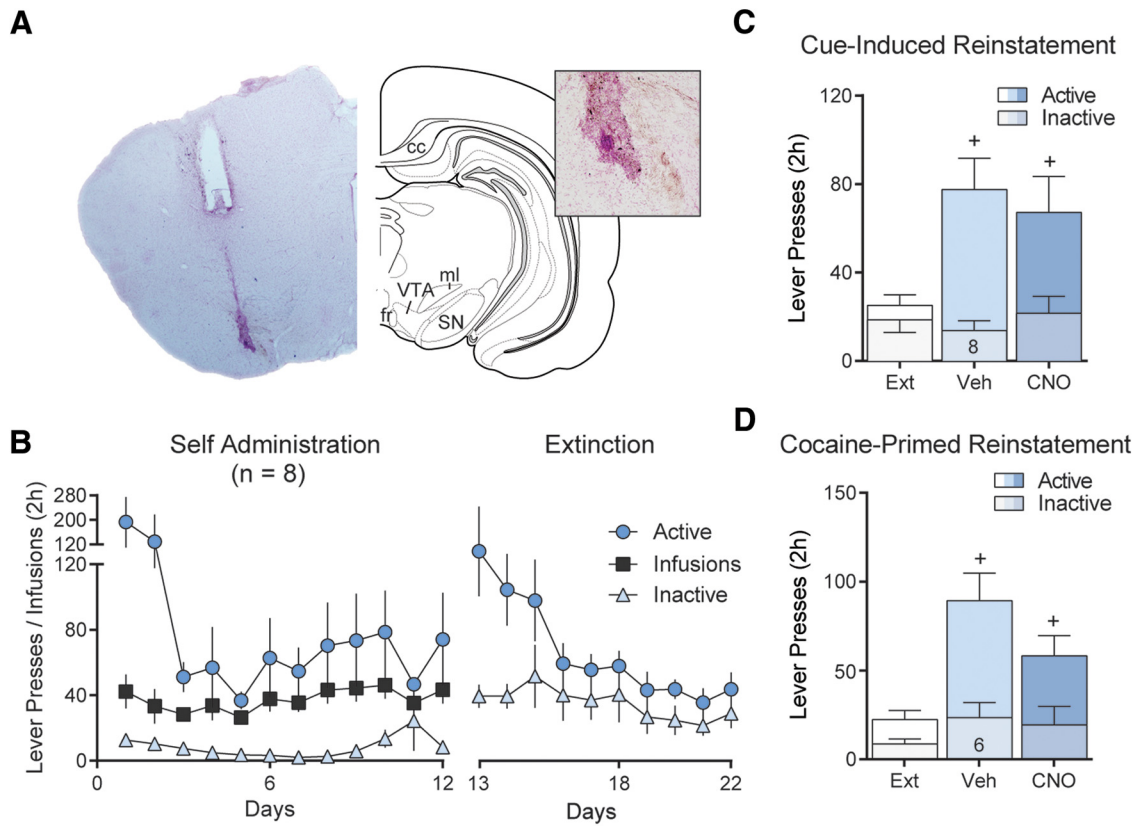 A
cc
ml
VTA
fr
SN
B
Self Administration
(n = 8)
Extinction
Lever Presses / Infusions (2h)
280
200
120
120
80
40
0
Active
Infusions
Inactive
0
6
12
13
18
22
Days
Days
C
Cue-Induced Reinstatement
Active
Inactive
Lever Presses (2h)
120
80
40
0
+
+
8
Ext
Veh
CNO
D
Cocaine-Primed Reinstatement
Active
Inactive
Lever Presses (2h)
150
100
50
0
+
+
6
Ext
Veh
CNO